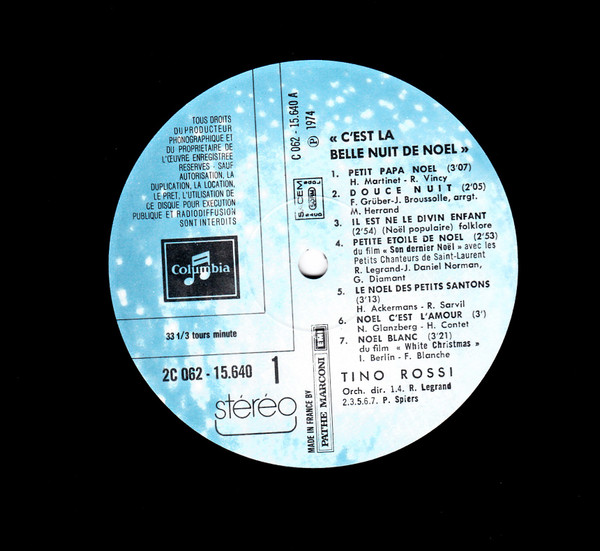 TOUS DROITS
DU PRODUCTEUR
PHONOGRAPHIQUE ET
DU PROPRIETAIRE DE
L'ŒUVRE ENREGISTREE
RESERVES - SAUF
AUTORISATION, LA
DUPLICATION, LA LOCATION,
LE PRET, L'UTILISATION DE
CE DISQUE POUR EXECUTION
PUBLIQUE ET RADIODIFFUSION
SONT INTERDITS
Columbia
33 1/3 tours minute
2C 062 - 15.640 1
stéréo
C 062 - 15.640 A
Ⓟ 1974
« C'EST LA
BELLE NUIT DE NOEL »
1. PETIT PAPA NOEL (3'07)
H. Martinet - R. Vincy
2. DOUCE NUIT (2'05)
F. Grüber-J. Broussolle, arrgt.
M. Herrand
3. IL EST NE LE DIVIN ENFANT
(2'54) (Noël populaire) folklore
4. PETITE ETOILE DE NOEL (2'53)
du film « Son dernier Noël » avec les
Petits Chanteurs de Saint-Laurent
R. Legrand-J. Daniel Norman,
G. Diamant
5. LE NOEL DES PETITS SANTONS
(3'13)
H. Ackermans - R. Sarvil
6. NOEL C'EST L'AMOUR (3')
N. Glanzberg - H. Contet
7. NOEL BLANC (3'21)
du film « White Christmas »
I. Berlin - F. Blanche
TINO ROSSI
Orch. dir. 1.4. R. Legrand
2.3.5.6.7. P. Spiers
MADE IN FRANCE BY
PATHE MARCONI EMI